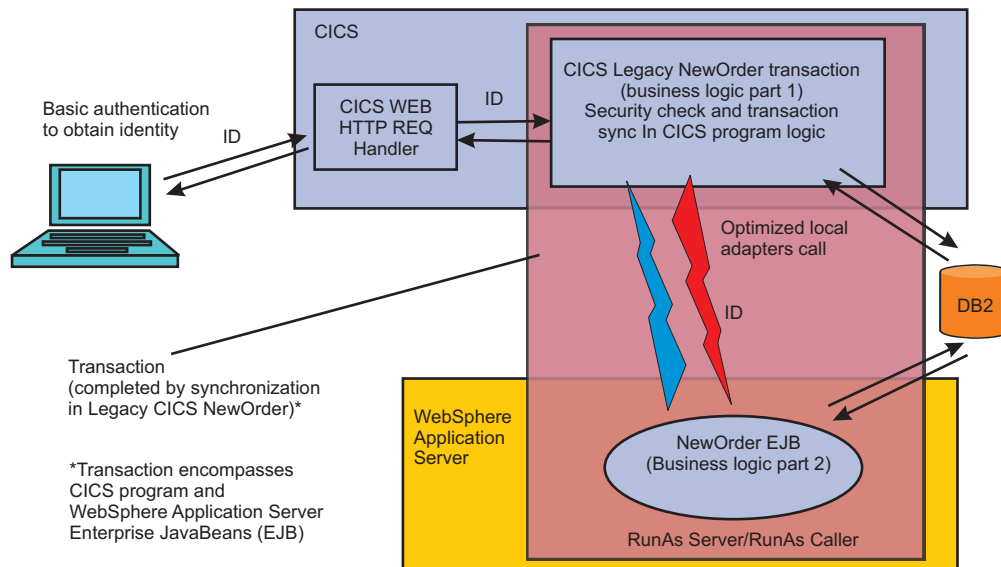 CICS
CICS Legacy NewOrder transaction
(business logic part 1)
Security check and transaction
sync In CICS program logic
CICS WEB
HTTP REQ
Handler
ID
Basic authentication
to obtain identity
ID
Optimized local
adapters call
ID
DB2
Transaction
(completed by synchronization
in Legacy CICS NewOrder)*
WebSphere
Application
Server
NewOrder EJB
(Business logic part 2)
*Transaction encompasses
CICS program and
WebSphere Application Server
Enterprise JavaBeans (EJB)
RunAs Server/RunAs Caller